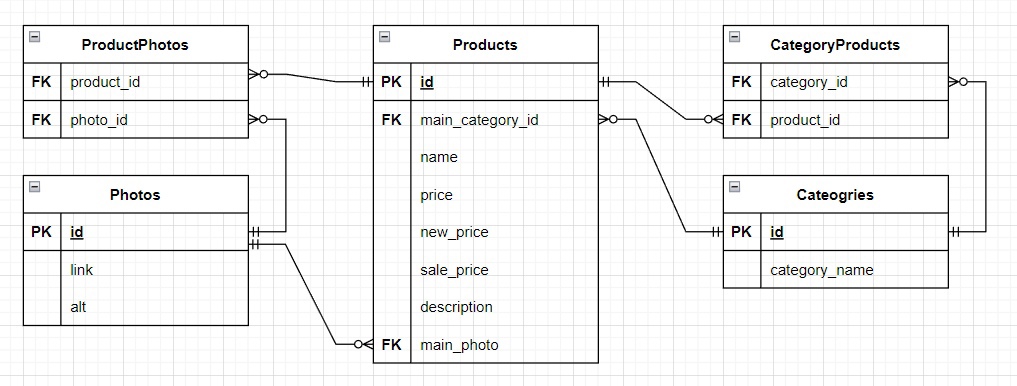 ProductPhotos
FK product_id
FK photo_id
Photos
PK id
link
alt
Products
PK id
FK main_category_id
name
price
new_price
sale_price
description
FK main_photo
CategoryProducts
FK category_id
FK product_id
Cateogries
PK id
category_name